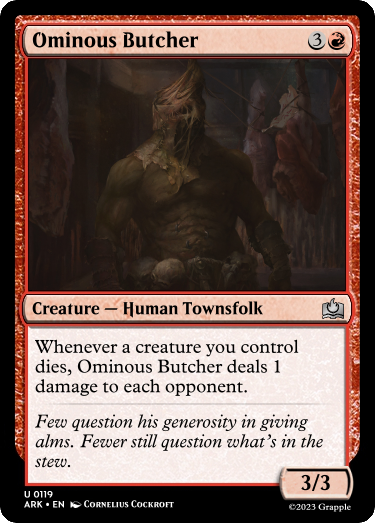 Ominous Butcher 3
Creature — Human Townsfolk
Whenever a creature you control
dies, Ominous Butcher deals 1
damage to each opponent.
Few question his generosity in giving
alms. Fewer still question what's in the
stew.
3/3
U 0119
ARK • EN Cornelius Cockroft
©2023 Grapple